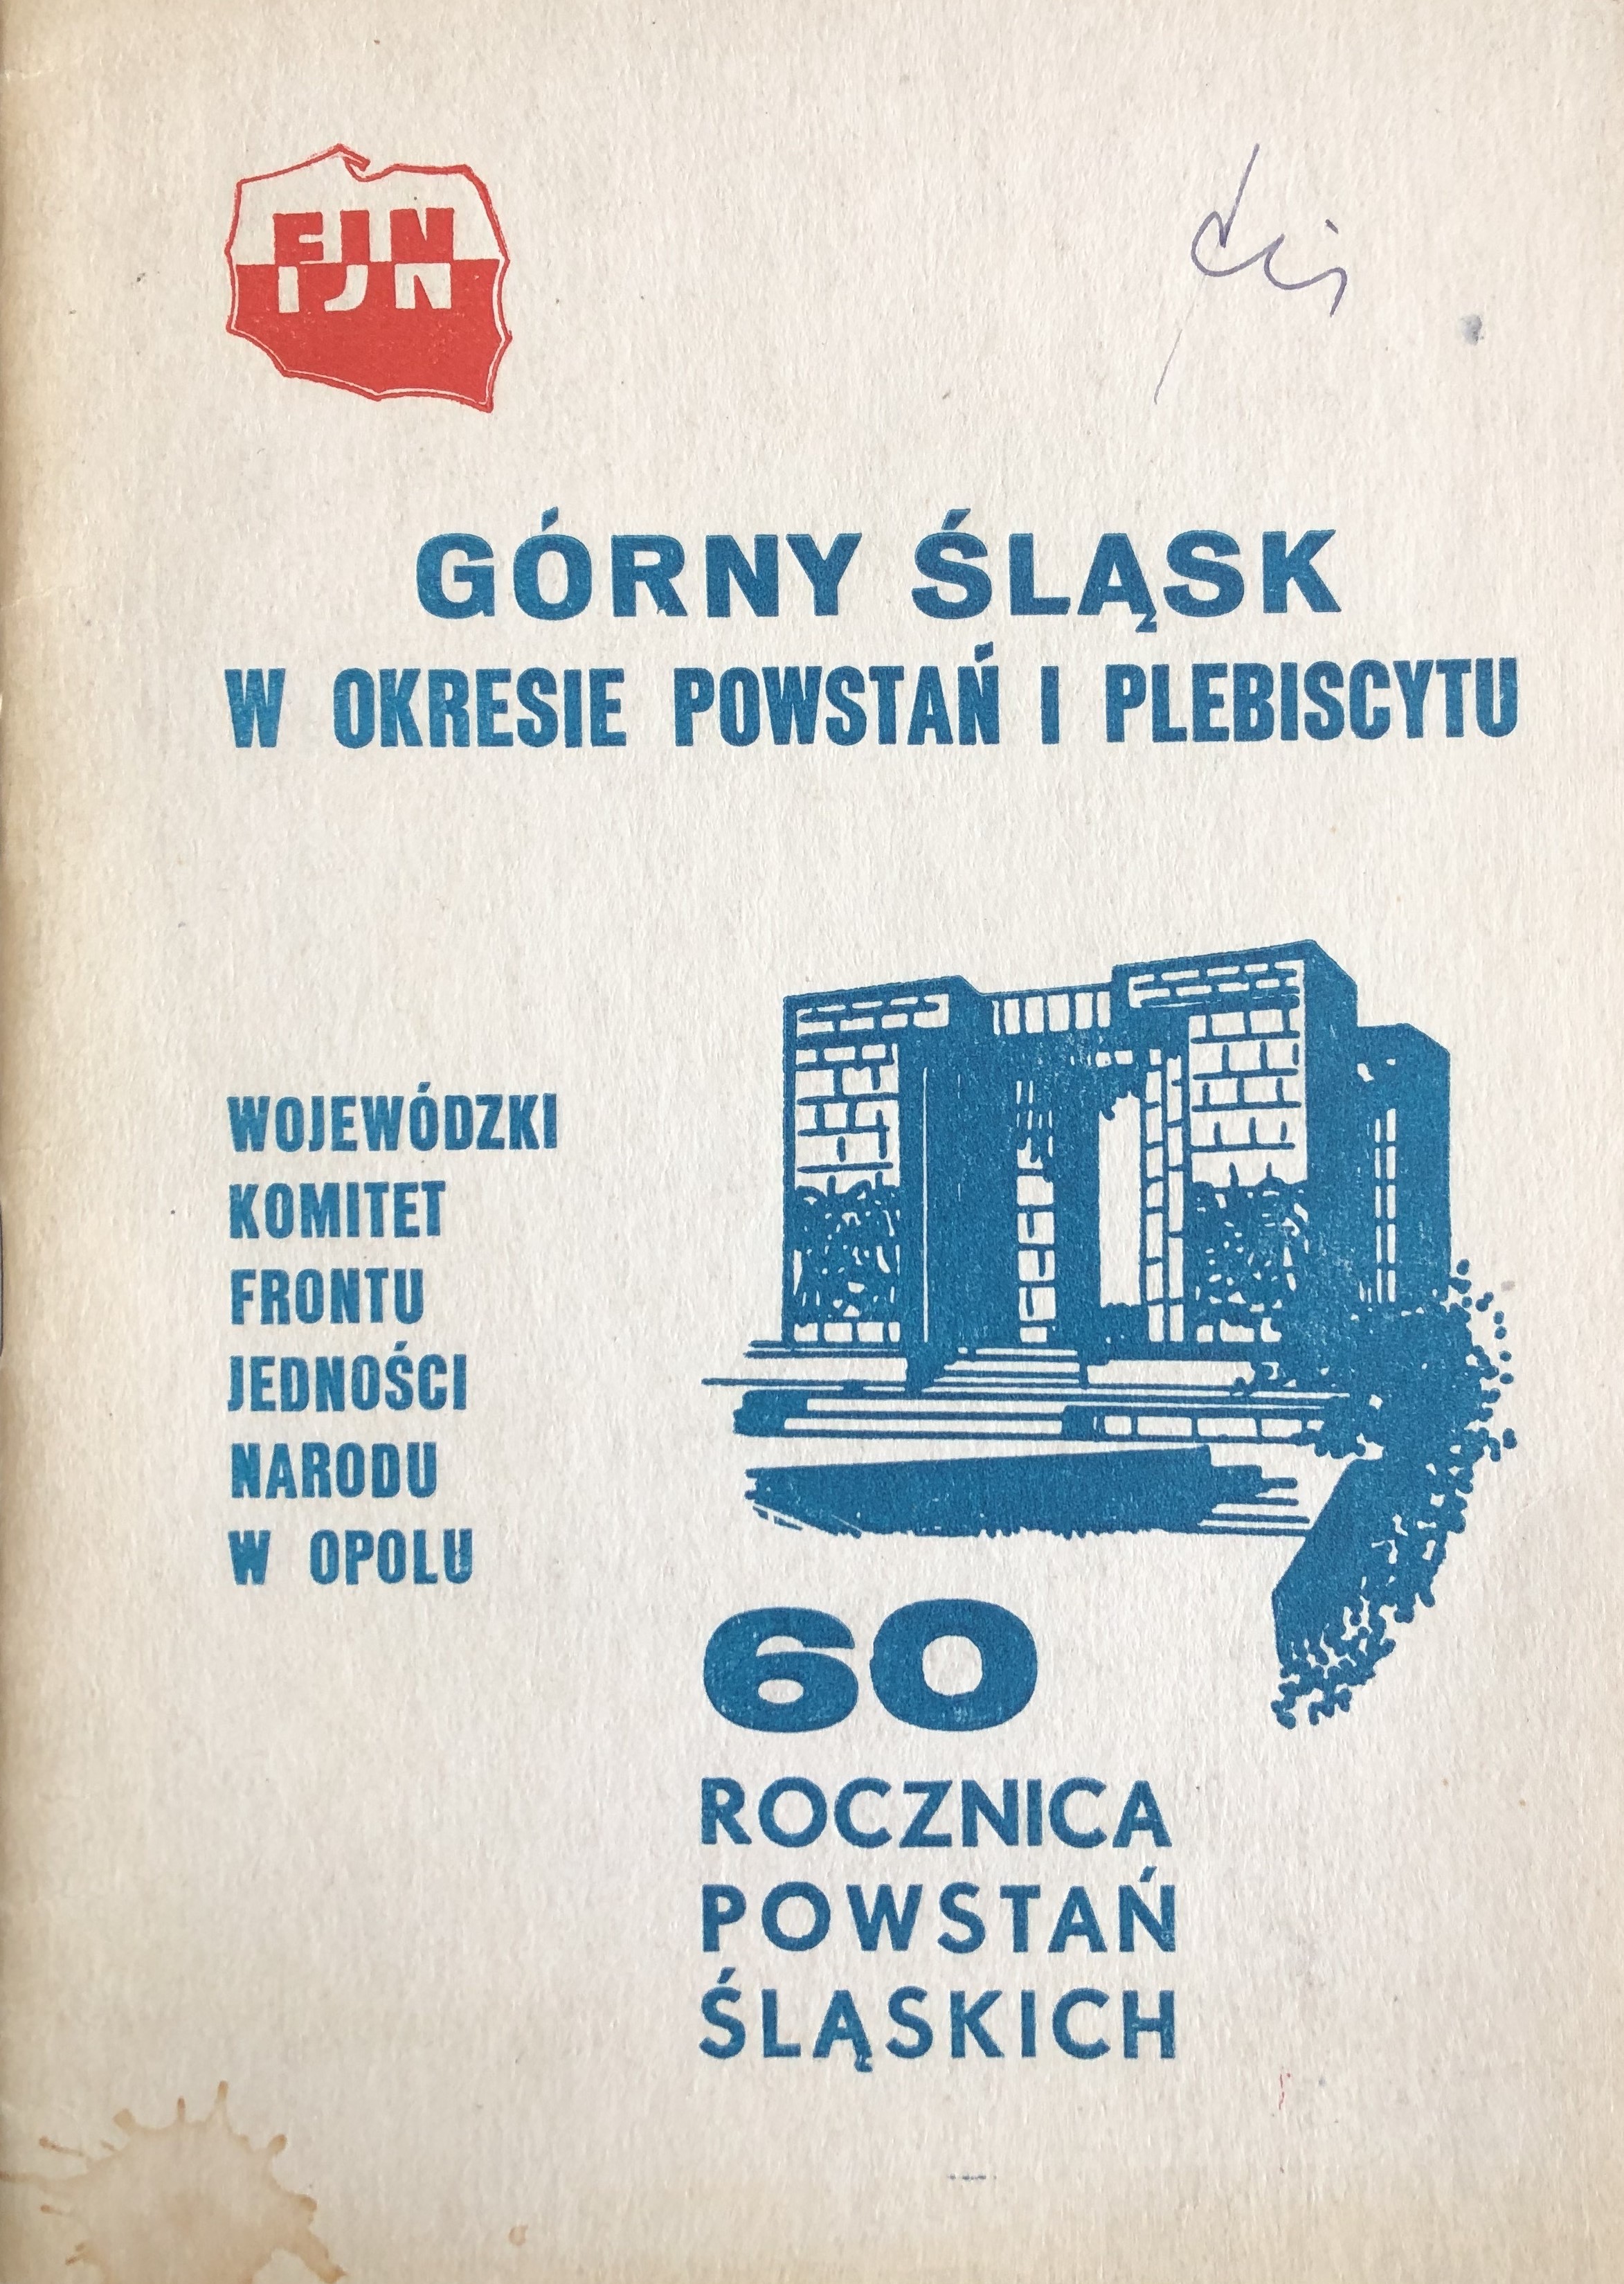 FJN
GÓRNY ŚLĄSK
W OKRESIE POWSTAŃ I PLEBISCYTU
WOJEWÓDZKI
KOMITET
FRONTU
JEDNOŚCI
NARODU
W OPOLU
60
ROCZNICA
POWSTAŃ
ŚLĄSKICH